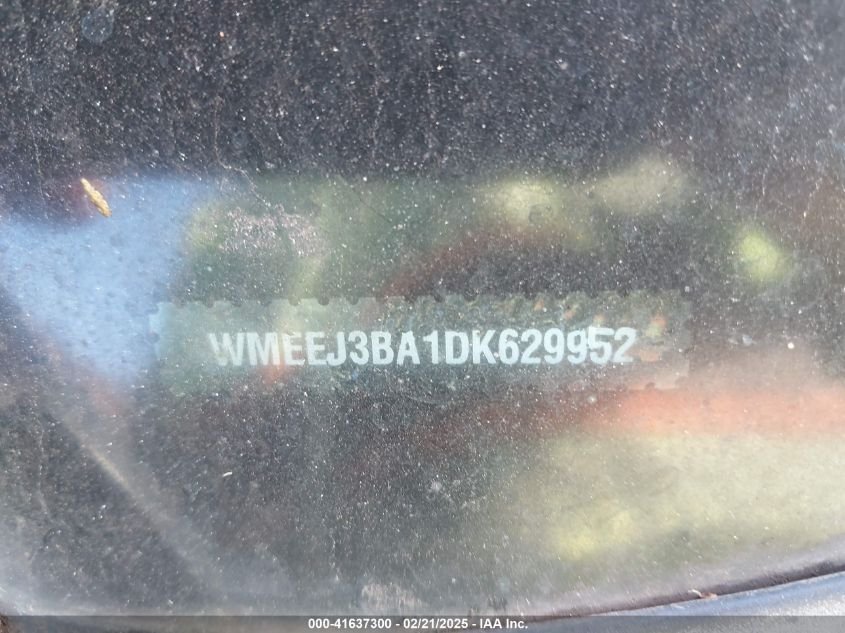 WMEEJ3BA1DK629952
000-41637300 / 02/21/2025 - IAA Inc.